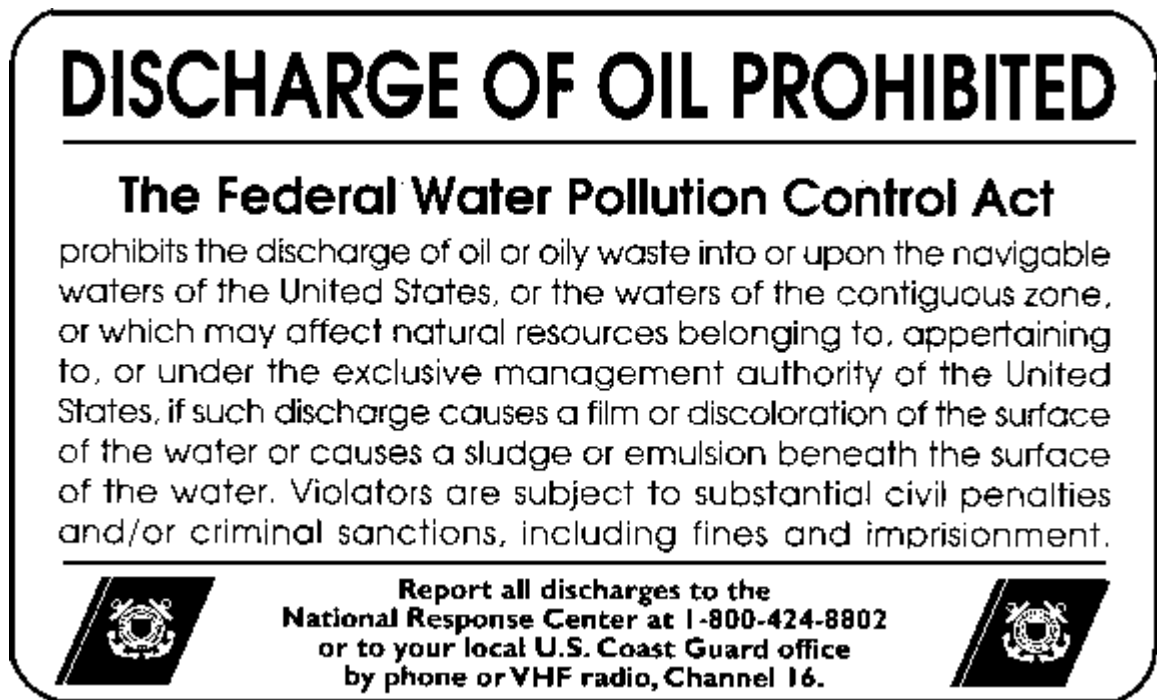 DISCHARGE OF OIL PROHIBITED
The Federal Water Pollution Control Act
prohibits the discharge of oil or oily waste into or upon the navigable
waters of the United States, or the waters of the contiguous zone,
or which may affect natural resources belonging to, appertaining
to, or under the exclusive management authority of the United
States, if such discharge causes a film or discoloration of the surface
of the water or causes a sludge or emulsion beneath the surface
of the water. Violators are subject to substantial civil penalties
and/or criminal sanctions, including fines and imprisionment.
Report all discharges to the
National Response Center at 1-800-424-8802
or to your local U.S. Coast Guard office
by phone or VHF radio, Channel 16.